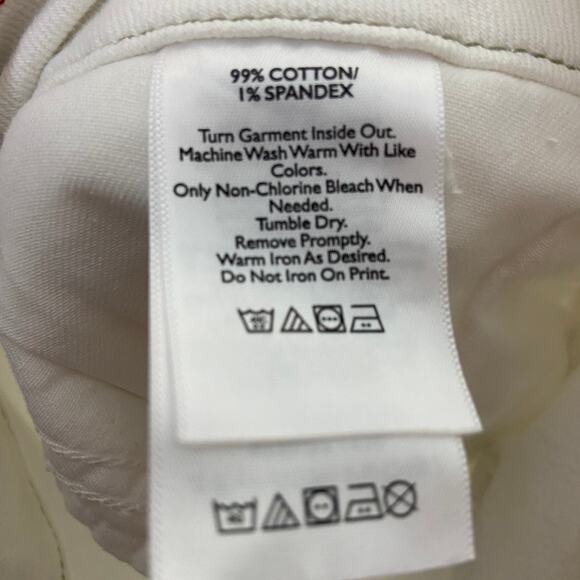 99% COTTON/
1% SPANDEX
Turn Garment Inside Out.
Machine Wash Warm With Like
Colors.
Only Non-Chlorine Bleach When
Needed.
Tumble Dry.
Remove Promptly.
Warm Iron As Desired.
Do Not Iron On Print.